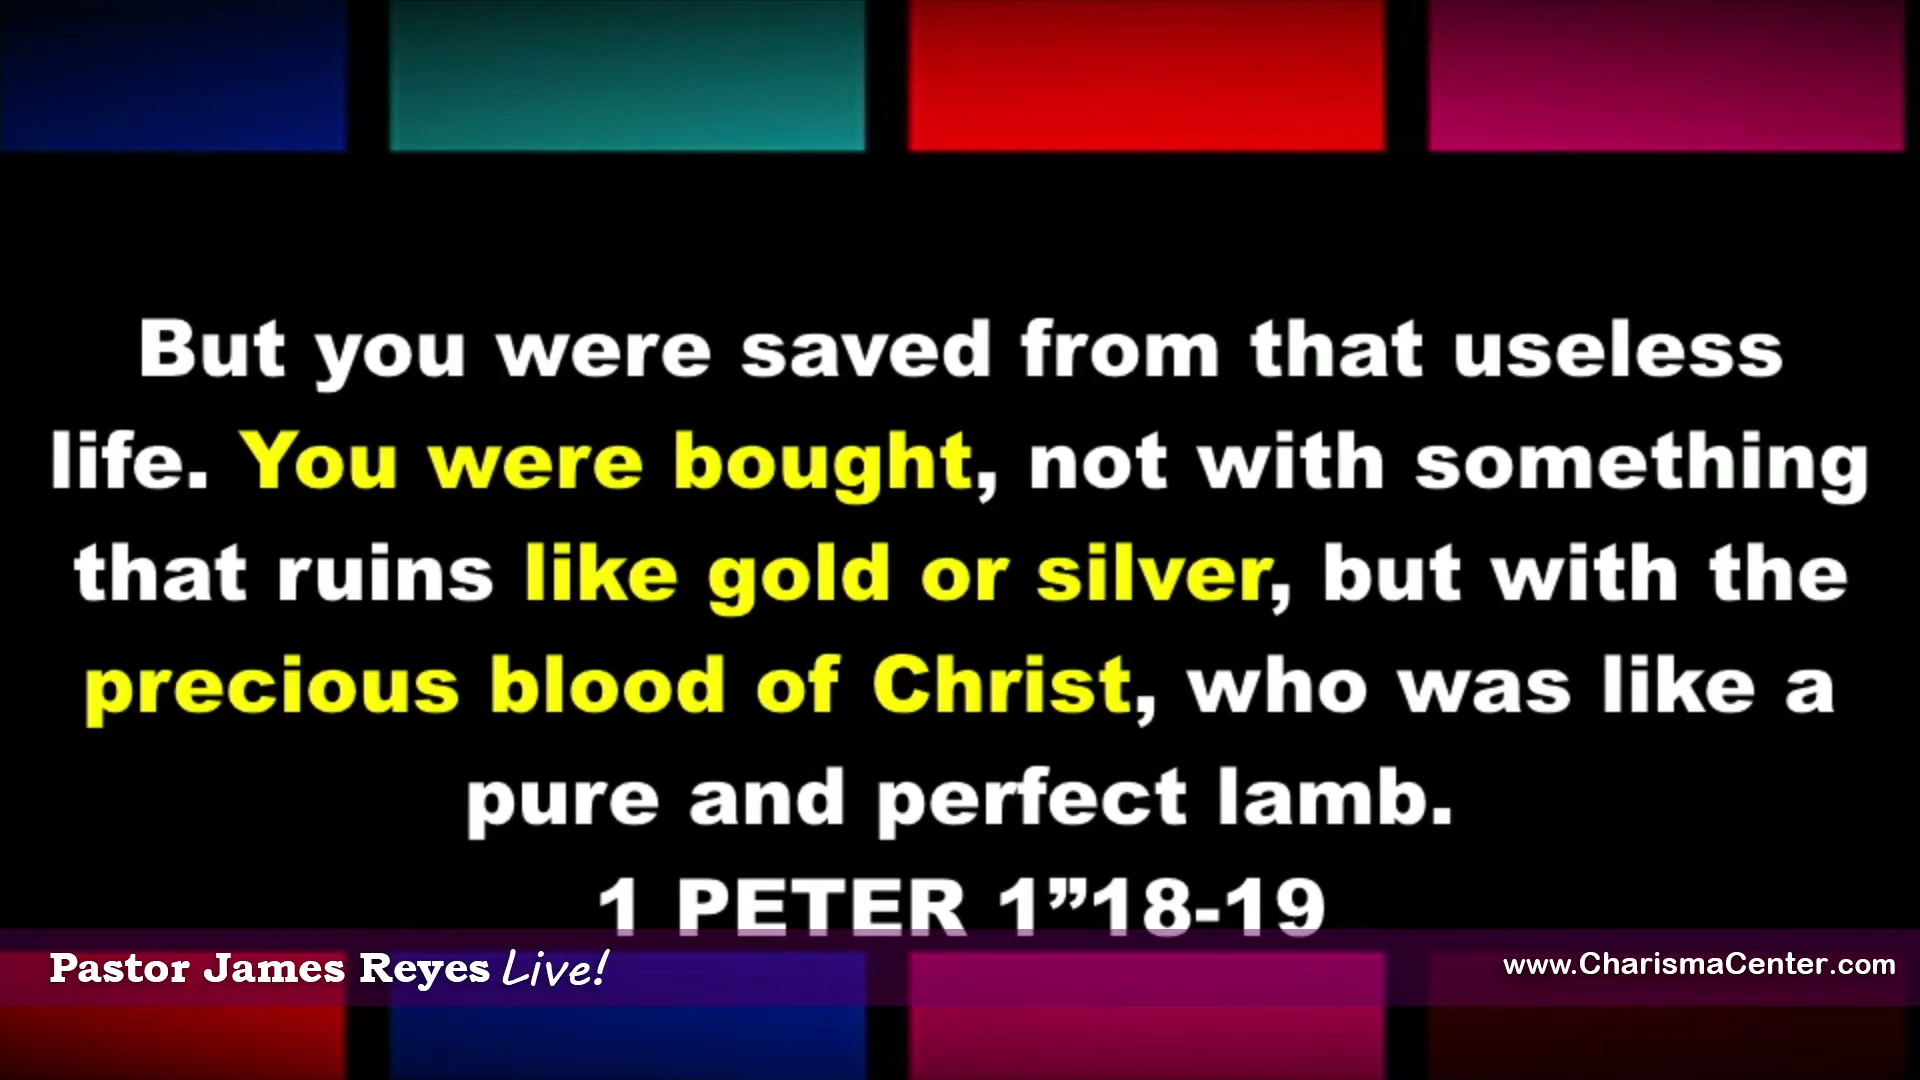 But you were saved from that useless
life. You were bought, not with something
that ruins like gold or silver, but with the
precious blood of Christ, who was like a
pure and perfect lamb.
1 PETER 1”18-19
Pastor James Reyes Live!
www.CharismaCenter.com